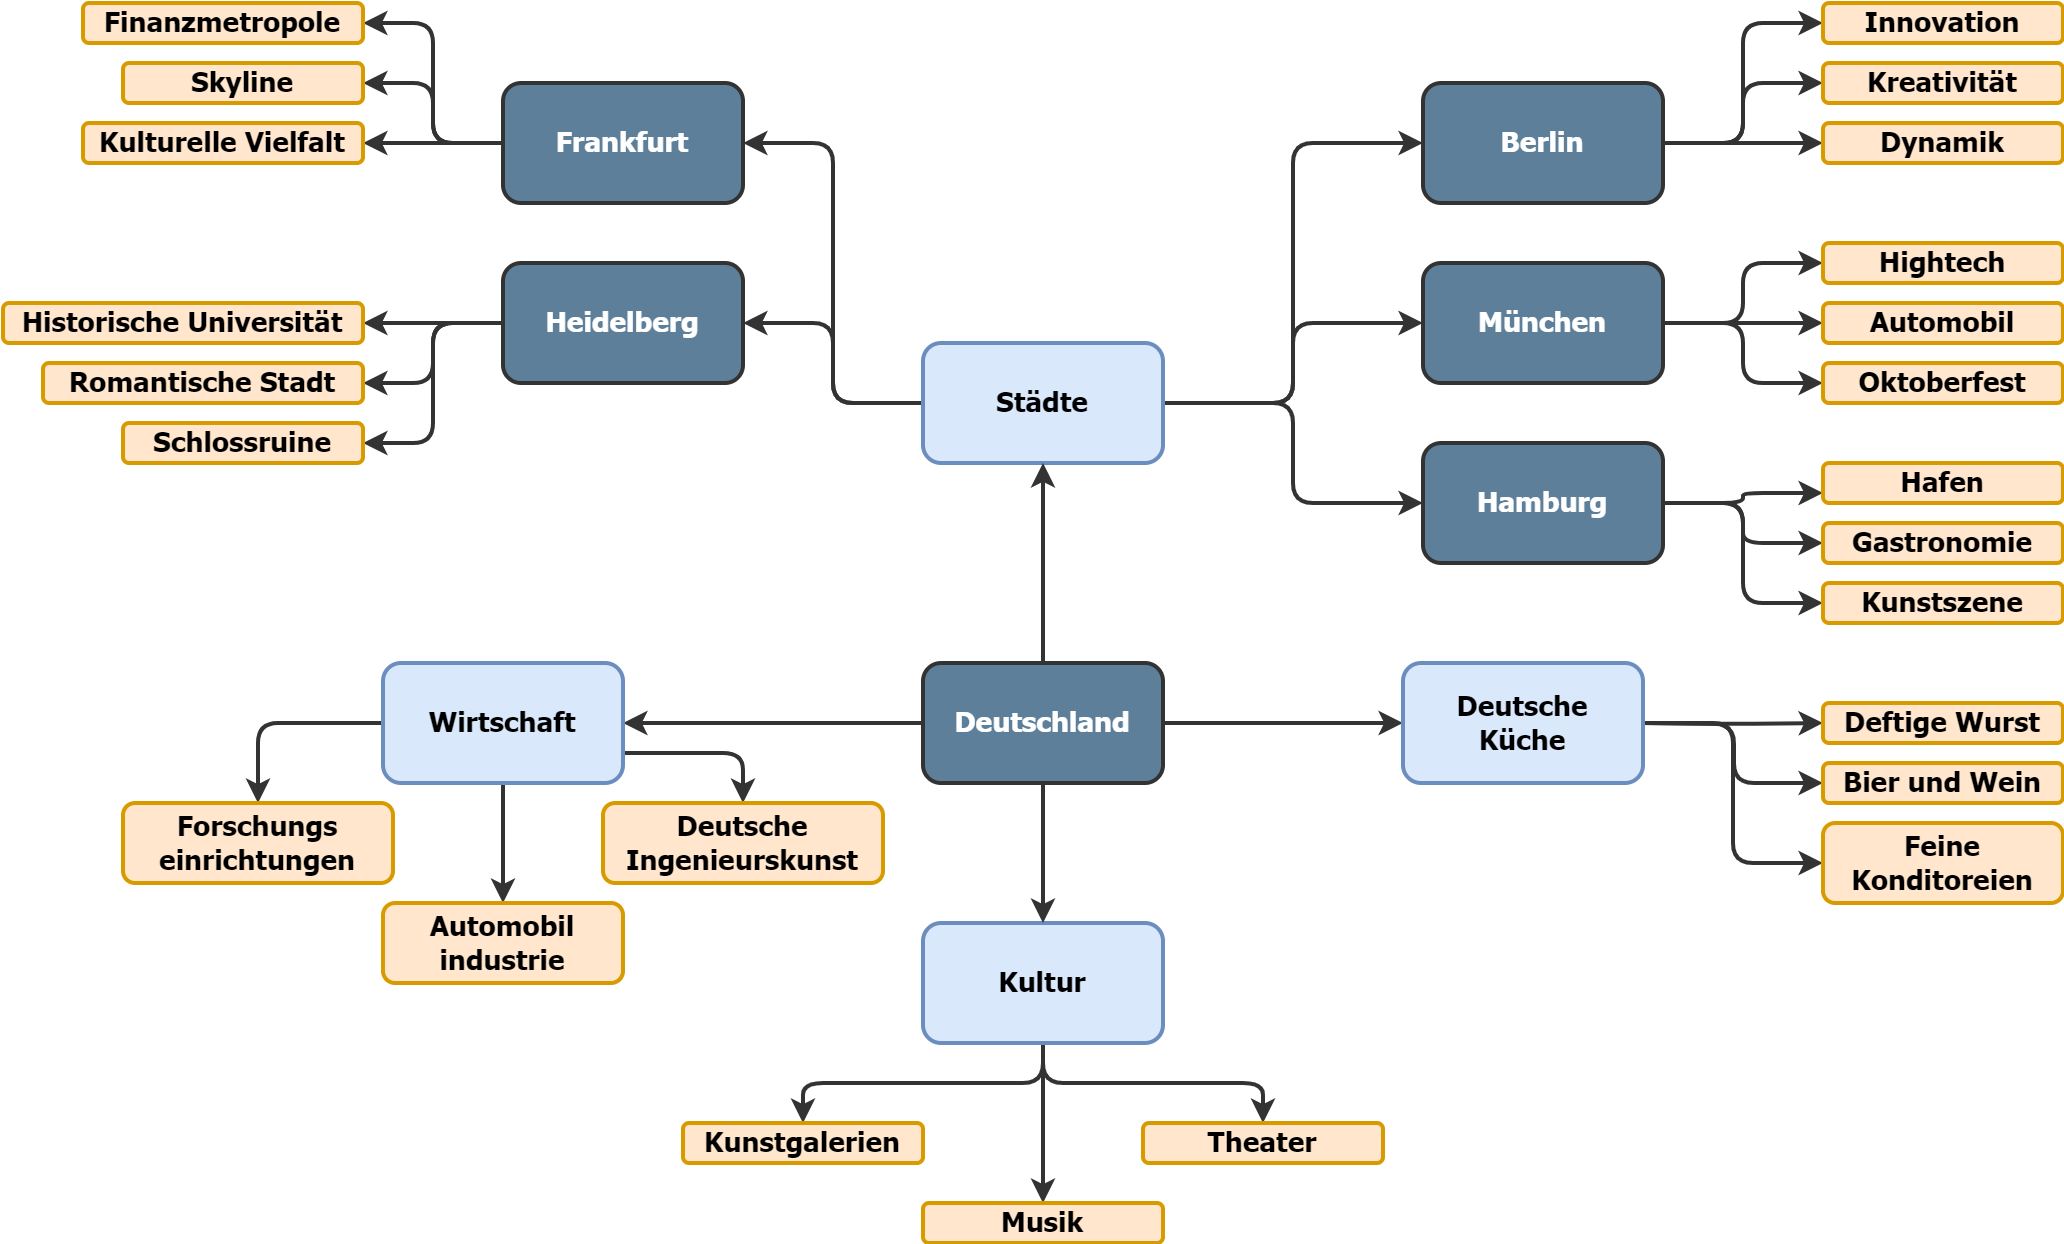 Finanzmetropole
Skyline
Kulturelle Vielfalt
Frankfurt
Historische Universität
Romantische Stadt
Schlossruine
Heidelberg
Städte
Berlin
Innovation
Kreativität
Dynamik
München
Hightech
Automobil
Oktoberfest
Hamburg
Hafen
Gastronomie
Kunstszene
Wirtschaft
Deutschland
Deutsche
Küche
Deftige Wurst
Bier und Wein
Feine
Konditoreien
Forschungs
einrichtungen
Deutsche
Ingenieurskunst
Automobil
industrie
Kultur
Kunstgalerien
Theater
Musik